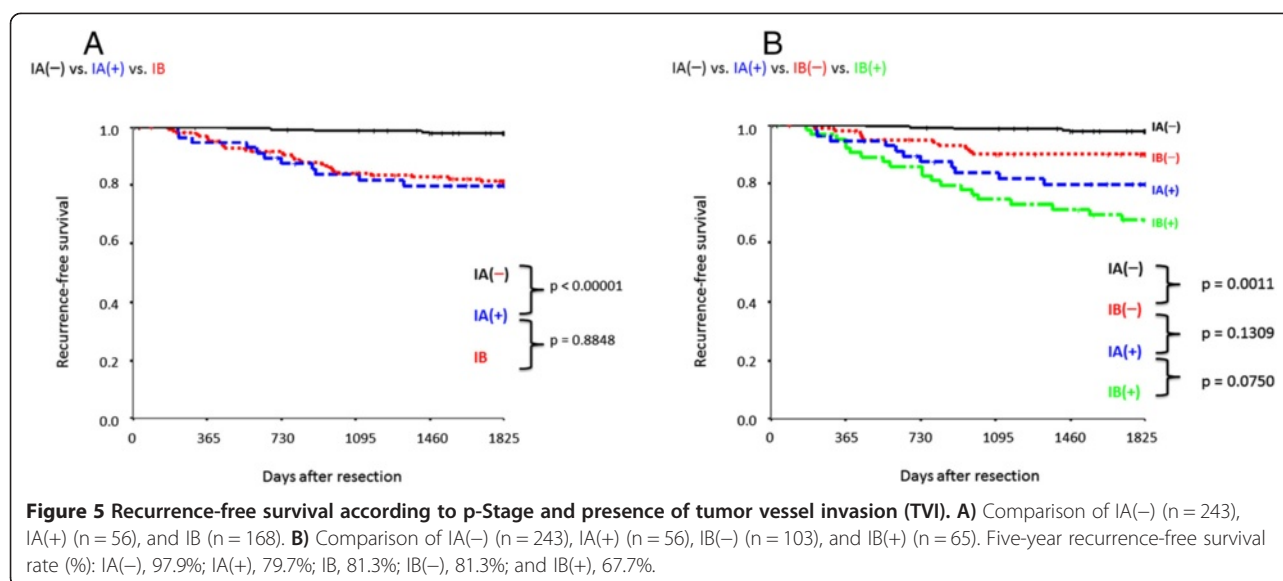 A
IA(−) vs. IA(+) vs. IB
Recurrence-free survival
1.0
0.8
0.6
0.4
0.2
0.0
0 365 730 1095 1460 1825
Days after resection
IA(−)
IA(+)
IB
p < 0.00001
p = 0.8848
B
IA(−) vs. IA(+) vs. IB(−) vs. IB(+)
Recurrence-free survival
1.0
0.8
0.6
0.4
0.2
0.0
0 365 730 1095 1460 1825
Days after resection
IA(−)
IB(−)
IA(+)
IB(+)
IA(−)
IB(−)
IA(+)
IB(+)
p = 0.0011
p = 0.1309
p = 0.0750
Figure 5 Recurrence-free survival according to p-Stage and presence of tumor vessel invasion (TVI). A) Comparison of IA(−) (n = 243),
IA(+) (n = 56), and IB (n = 168). B) Comparison of IA(−) (n = 243), IA(+) (n = 56), IB(−) (n = 103), and IB(+) (n = 65). Five-year recurrence-free survival
rate (%): IA(−), 97.9%; IA(+), 79.7%; IB, 81.3%; IB(−), 81.3%; and IB(+), 67.7%.